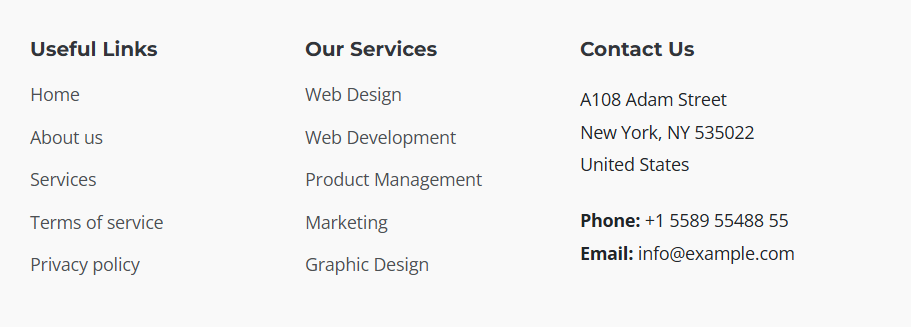 Useful Links
Home
About us
Services
Terms of service
Privacy policy
Our Services
Web Design
Web Development
Product Management
Marketing
Graphic Design
Contact Us
A108 Adam Street
New York, NY 535022
United States
Phone: +1 5589 55488 55
Email: info@example.com